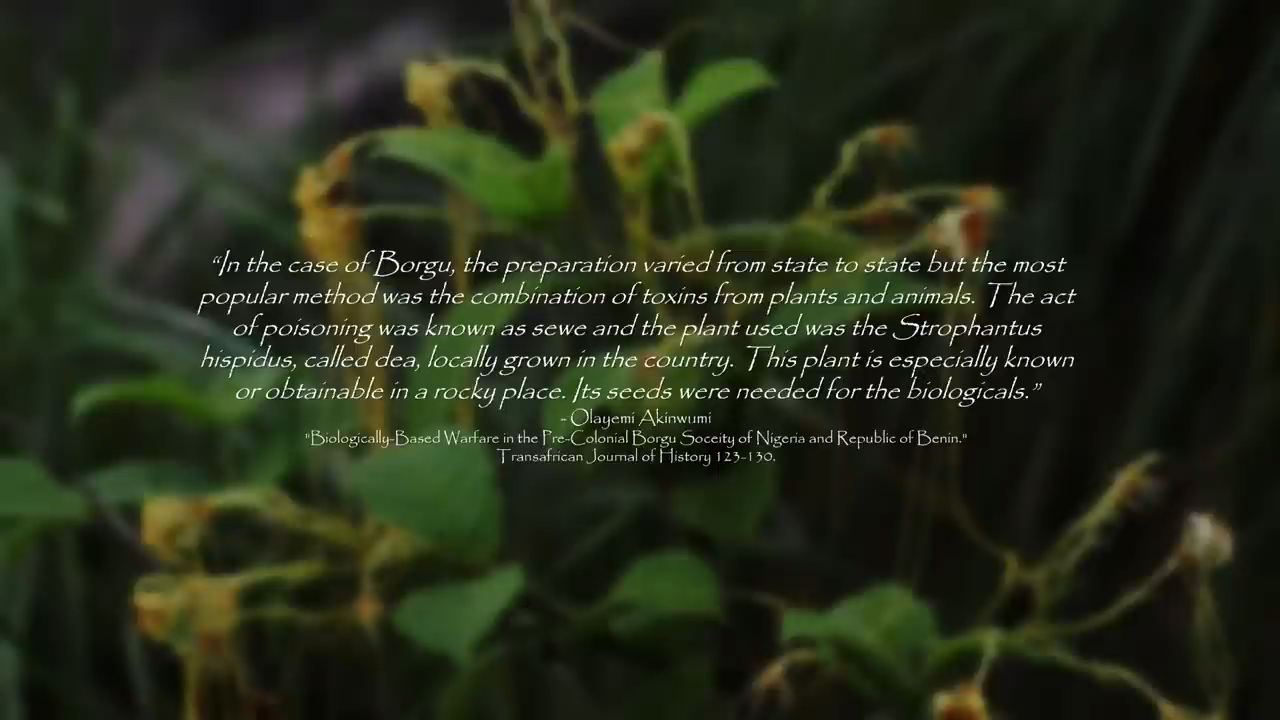 “In the case of Borgu, the preparation varied from state to state but the most
popular method was the combination of toxins from plants and animals. The act
of poisoning was known as sewe and the plant used was the Strophantus
hispidus, called dea, locally grown in the country. This plant is especially known
or obtainable in a rocky place. Its seeds were needed for the biologicals.”
- Olayemi Akinwumi
"Biologically-Based Warfare in the Pre-Colonial Borgu Soceity of Nigeria and Republic of Benin."
Transafrican Journal of History 123-130.